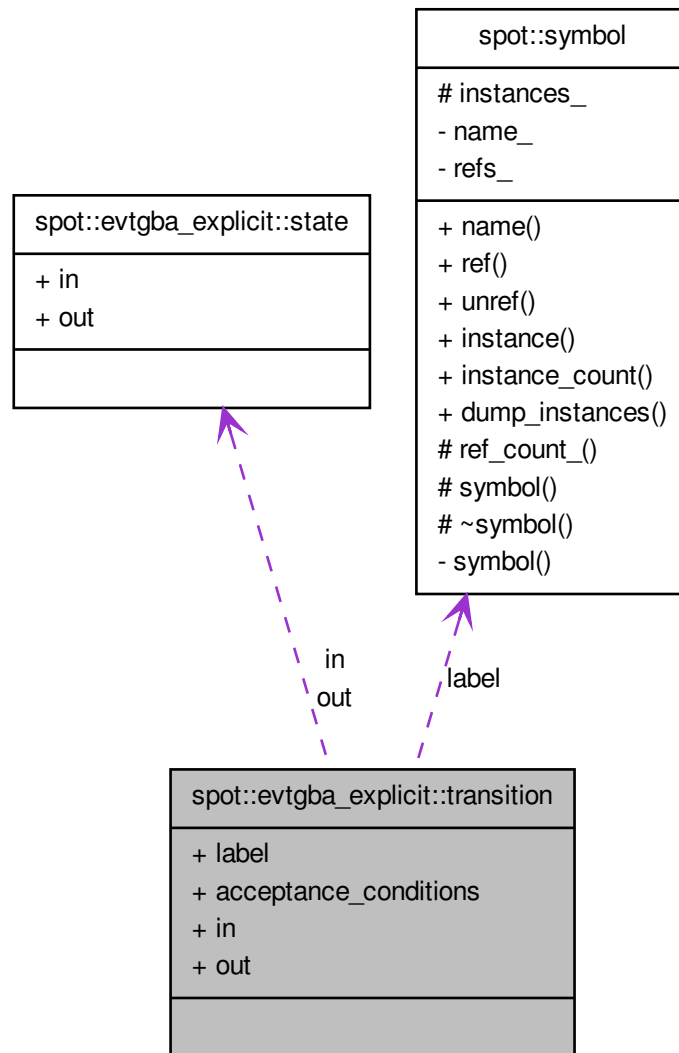 spot::symbol
# instances_
- name_
- refs_
+ name()
+ ref()
+ unref()
+ instance()
+ instance_count()
+ dump_instances()
# ref_count_()
# symbol()
# ~symbol()
- symbol()
spot::evtgba_explicit::state
+ in
+ out
in
out
label
spot::evtgba_explicit::transition
+ label
+ acceptance_conditions
+ in
+ out